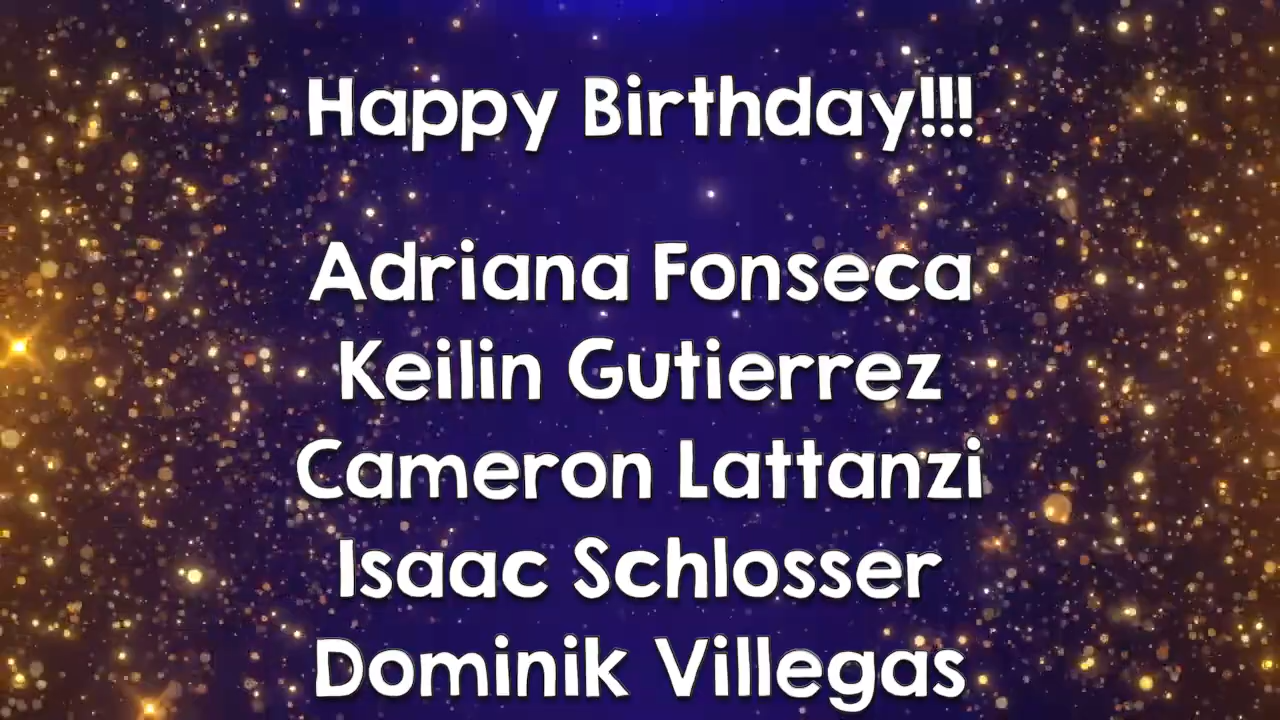 Happy Birthday!!!
Adriana Fonseca
Keilin Gutierrez
Cameron Lattanzi
Isaac Schlosser
Dominik Villegas